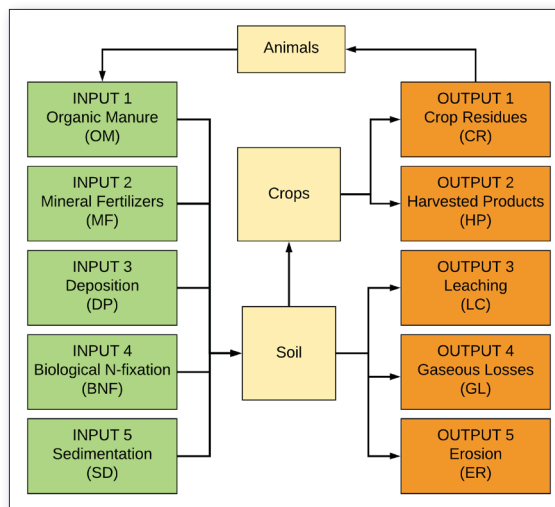 Animals
INPUT 1
Organic Manure
(OM)
INPUT 2
Mineral Fertilizers
(MF)
INPUT 3
Deposition
(DP)
INPUT 4
Biological N-fixation
(BNF)
INPUT 5
Sedimentation
(SD)
Crops
Soil
OUTPUT 1
Crop Residues
(CR)
OUTPUT 2
Harvested Products
(HP)
OUTPUT 3
Leaching
(LC)
OUTPUT 4
Gaseous Losses
(GL)
OUTPUT 5
Erosion
(ER)